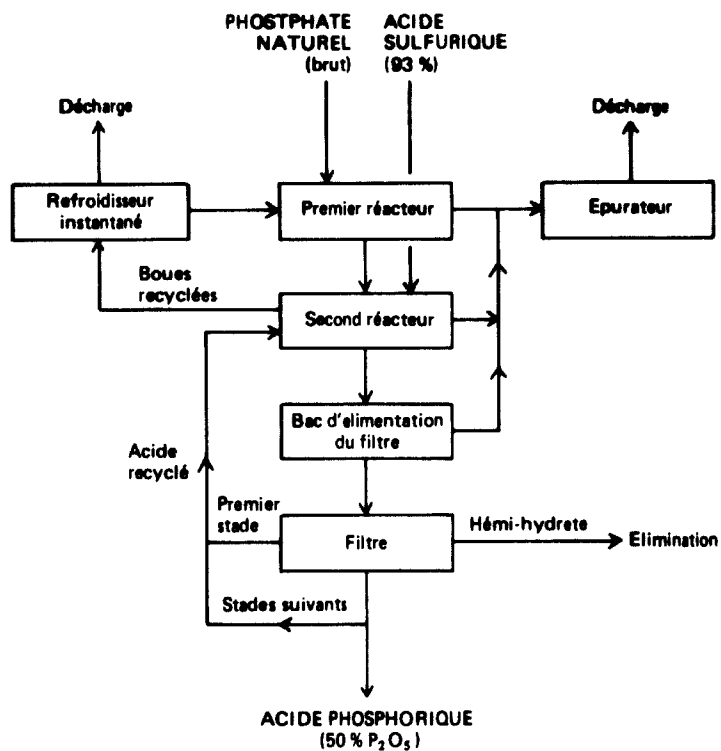 PHOSTPHATE
NATUREL
(brut)
ACIDE
SULFURIQUE
(93 %)
Décharge
Décharge
Refroidisseur
instantané
Premier réacteur
Epurateur
Boues
recyclées
Second réacteur
Bac d'elimentation
du filtre
Acide
recyclé
Premier
stade
Filtre
Hémi-hydrete
Elimination
Stades suivants
ACIDE PHOSPHORIQUE
(50 % P₂O₅)